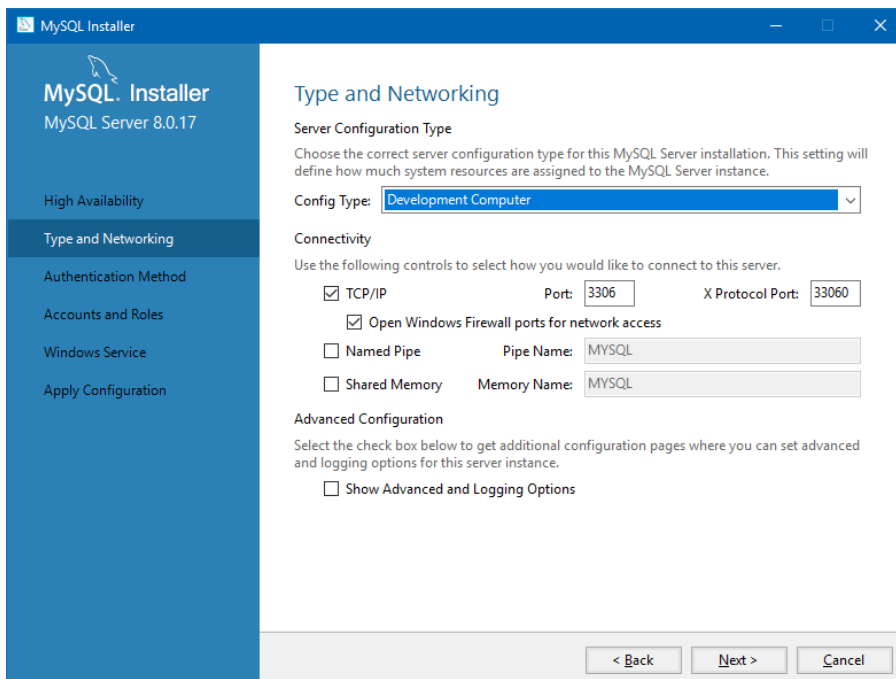 MySQL Installer
MySQL. Installer
MySQL Server 8.0.17
High Availability
Type and Networking
Authentication Method
Accounts and Roles
Windows Service
Apply Configuration
Type and Networking
Server Configuration Type
Choose the correct server configuration type for this MySQL Server installation. This setting will
define how much system resources are assigned to the MySQL Server instance.
Config Type: Development Computer
Connectivity
Use the following controls to select how you would like to connect to this server.
TCP/IP Port: 3306 X Protocol Port: 33060
Open Windows Firewall ports for network access
Named Pipe Pipe Name: MYSQL
Shared Memory Memory Name: MYSQL
Advanced Configuration
Select the check box below to get additional configuration pages where you can set advanced
and logging options for this server instance.
Show Advanced and Logging Options
< Back Next > Cancel